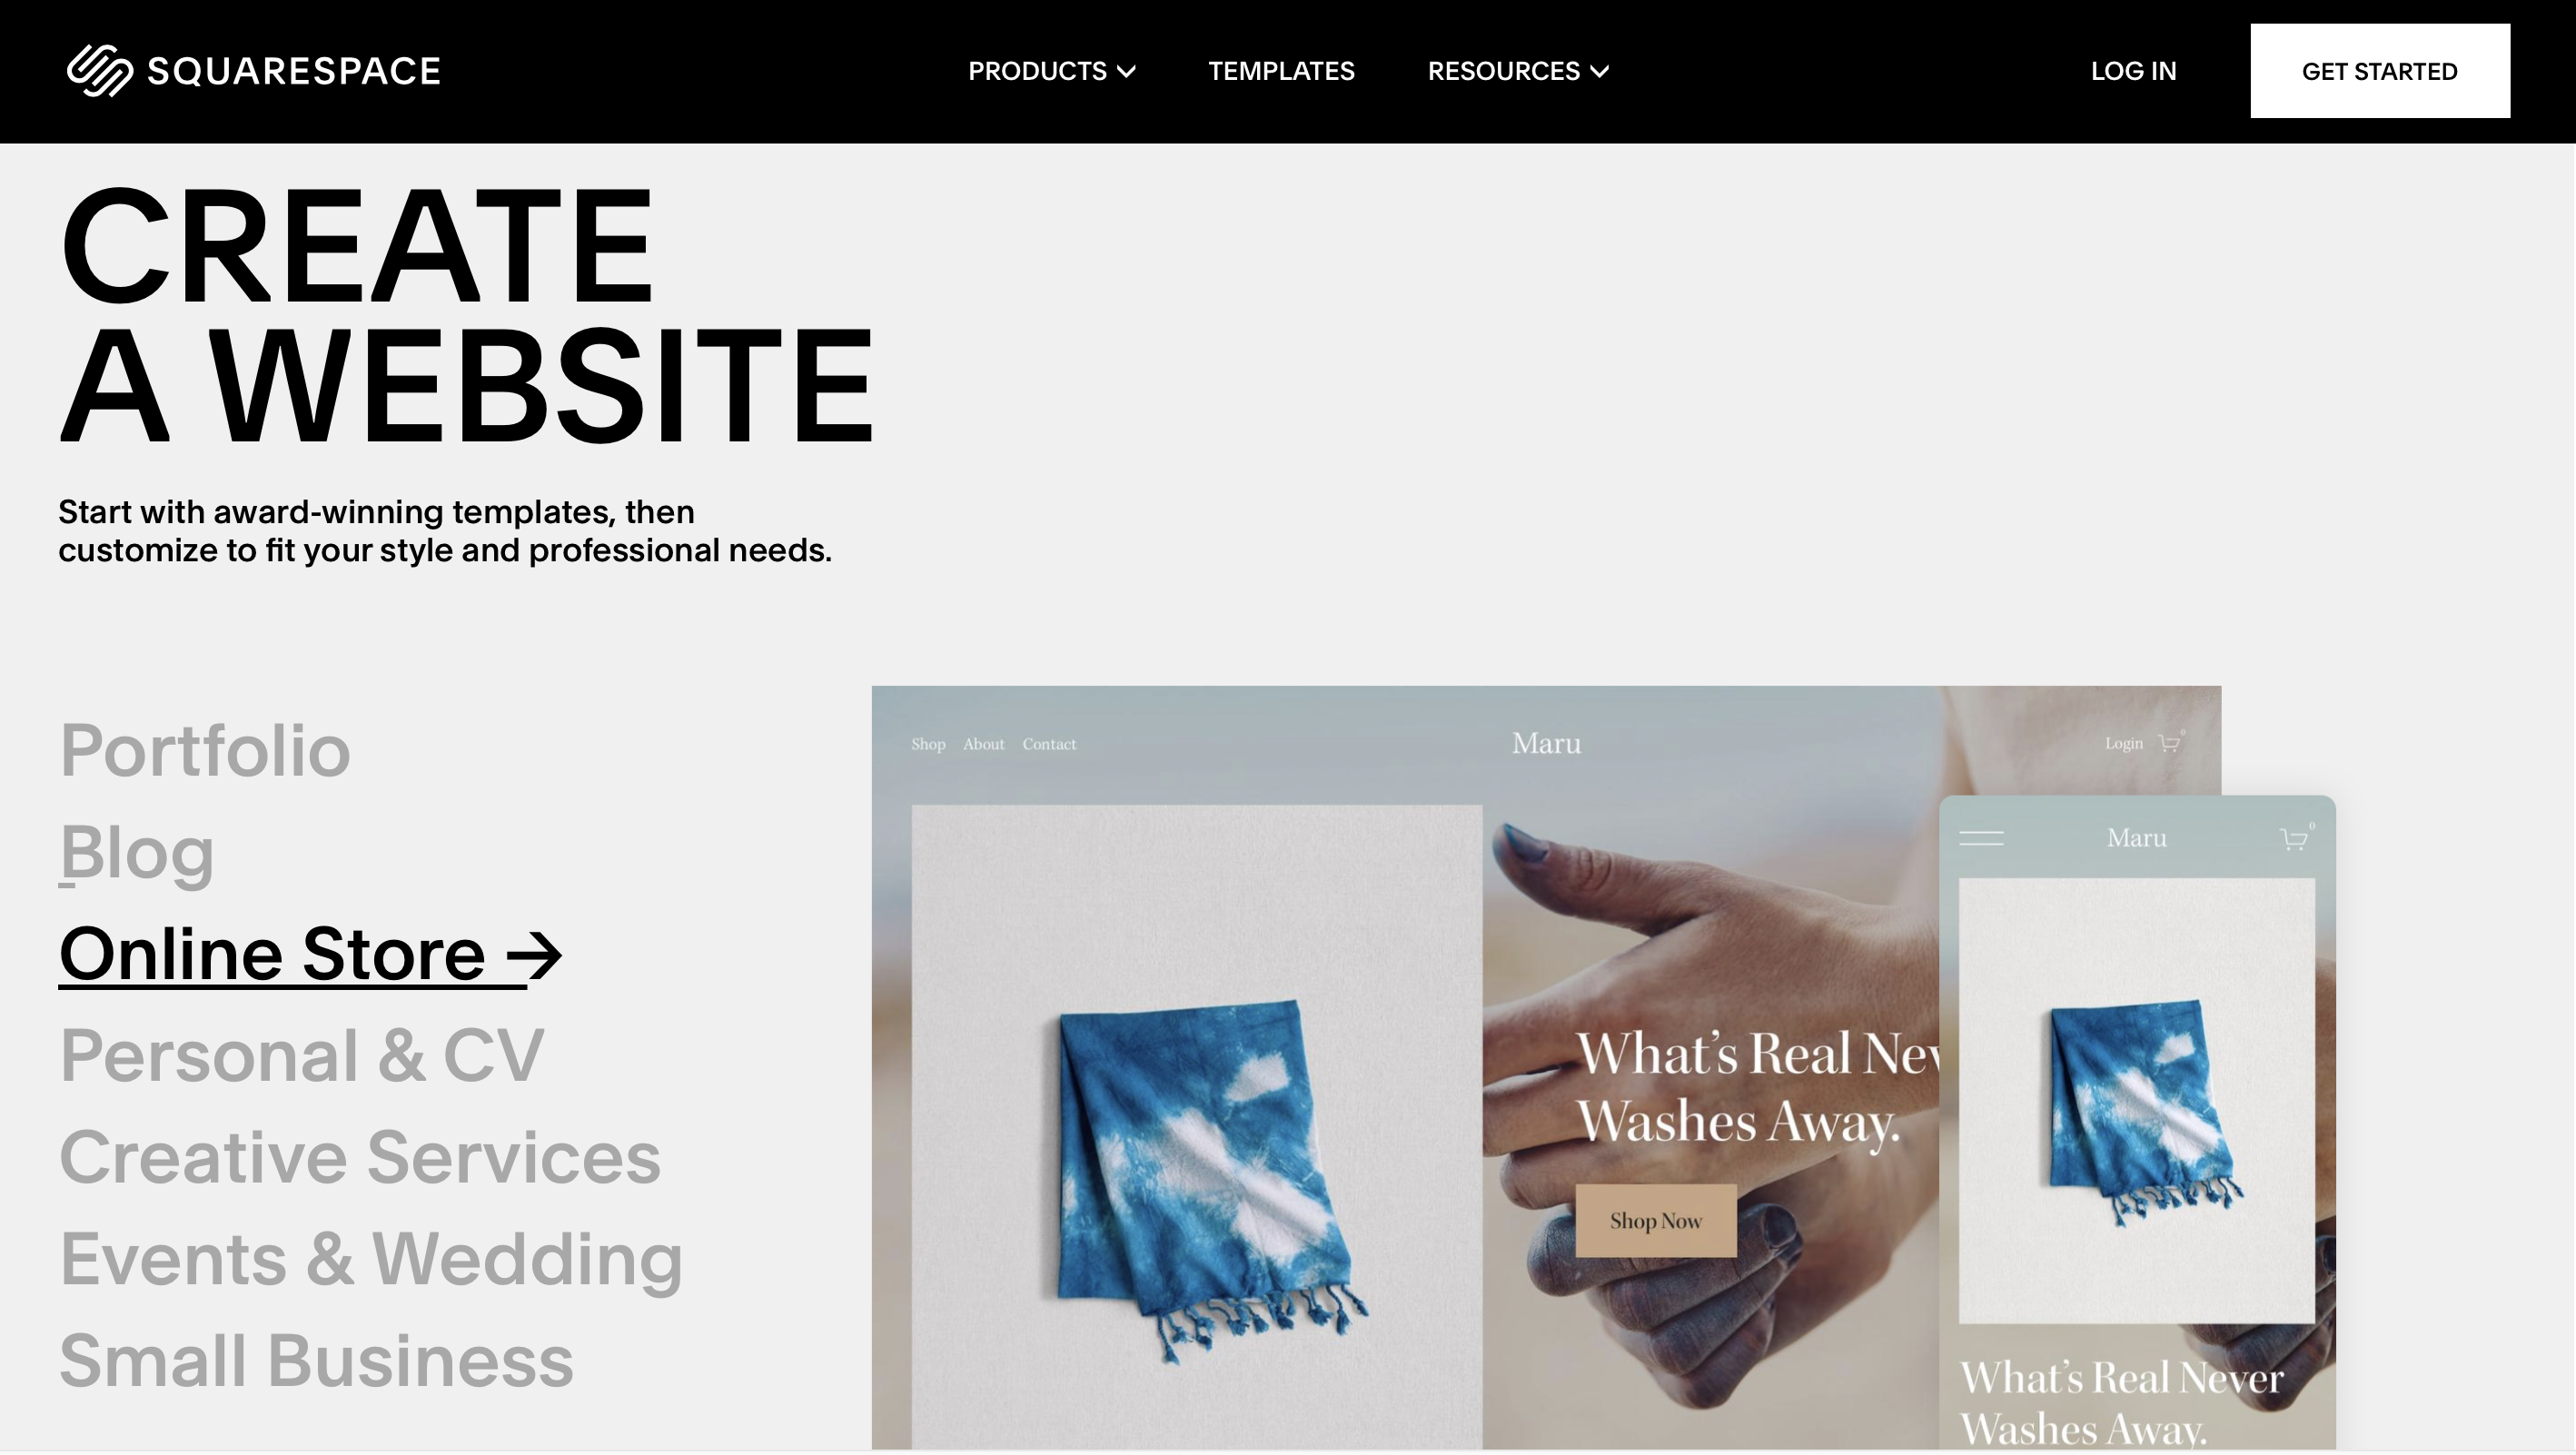 SQUARESPACE
PRODUCTS
TEMPLATES
RESOURCES
LOG IN
GET STARTED
CREATE
A WEBSITE
Start with award-winning templates, then
customize to fit your style and professional needs.
Portfolio
Blog
Online Store →
Personal & CV
Creative Services
Events & Wedding
Small Business
Shop
About
Contact
Maru
Login
0
What's Real Nev
Washes Away.
Shop Now
Maru
0
What's Real Never
Washes Away.